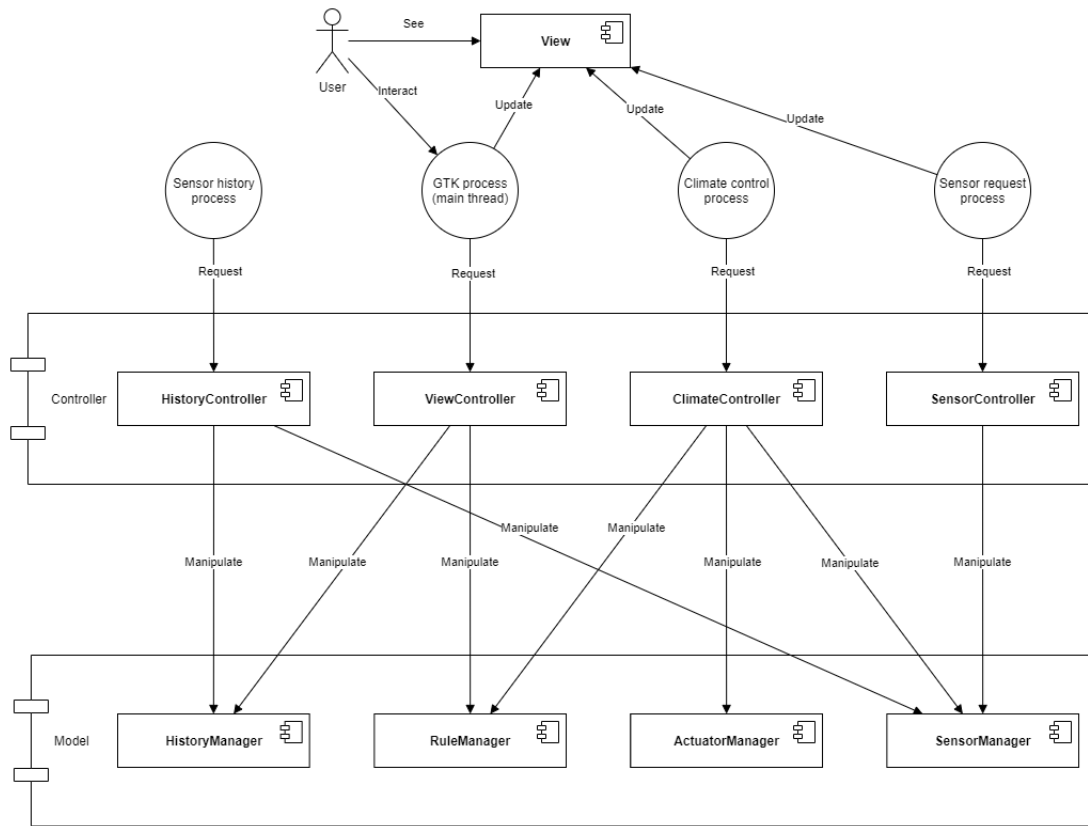 See
View
User
Interact
Update
Update
Update
Sensor history
process
GTK process
(main thread)
Climate control
process
Sensor request
process
Request
Request
Request
Request
Controller
HistoryController
ViewController
ClimateController
SensorController
Manipulate
Manipulate
Manipulate
Manipulate
Manipulate
Manipulate
Manipulate
Manipulate
Model
HistoryManager
RuleManager
ActuatorManager
SensorManager